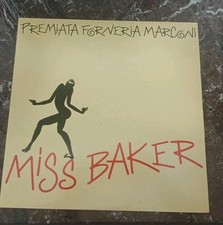 PREMIATA FORNERIA MARCONI
MISS BAKER